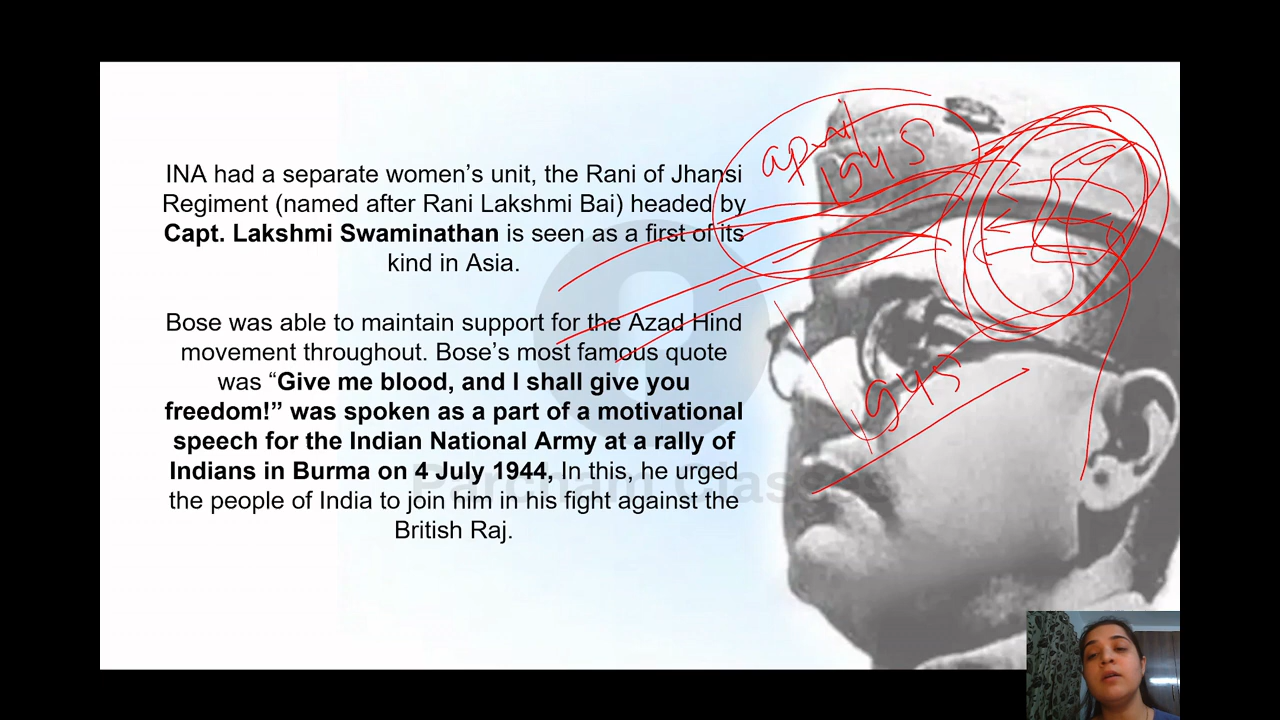 INA had a separate women's unit, the Rani of Jhansi
Regiment (named after Rani Lakshmi Bai) headed by
Capt. Lakshmi Swaminathan is seen as a first of its
kind in Asia.
Bose was able to maintain support for the Azad Hind
movement throughout. Bose's most famous quote
was “Give me blood, and I shall give you
freedom!” was spoken as a part of a motivational
speech for the Indian National Army at a rally of
Indians in Burma on 4 July 1944, In this, he urged
the people of India to join him in his fight against the
British Raj.
april
1945
1945
Parcham Classes